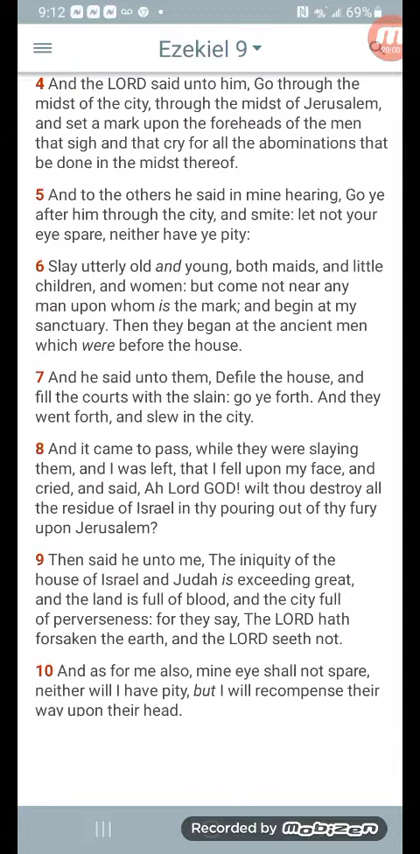 9:12
69%
Ezekiel 9
20:00
4 And the LORD said unto him, Go through the
midst of the city, through the midst of Jerusalem,
and set a mark upon the foreheads of the men
that sigh and that cry for all the abominations that
be done in the midst thereof.
5 And to the others he said in mine hearing, Go ye
after him through the city, and smite: let not your
eye spare, neither have ye pity:
6 Slay utterly old and young, both maids, and little
children, and women: but come not near any
man upon whom is the mark; and begin at my
sanctuary. Then they began at the ancient men
which were before the house.
7 And he said unto them, Defile the house, and
fill the courts with the slain: go ye forth. And they
went forth, and slew in the city.
8 And it came to pass, while they were slaying
them, and I was left, that I fell upon my face, and
cried, and said, Ah Lord GOD! wilt thou destroy all
the residue of Israel in thy pouring out of thy fury
upon Jerusalem?
9 Then said he unto me, The iniquity of the
house of Israel and Judah is exceeding great,
and the land is full of blood, and the city full
of perverseness: for they say, The LORD hath
forsaken the earth, and the LORD seeth not.
10 And as for me also, mine eye shall not spare,
neither will I have pity, but I will recompense their
way upon their head.
Recorded by mobizen